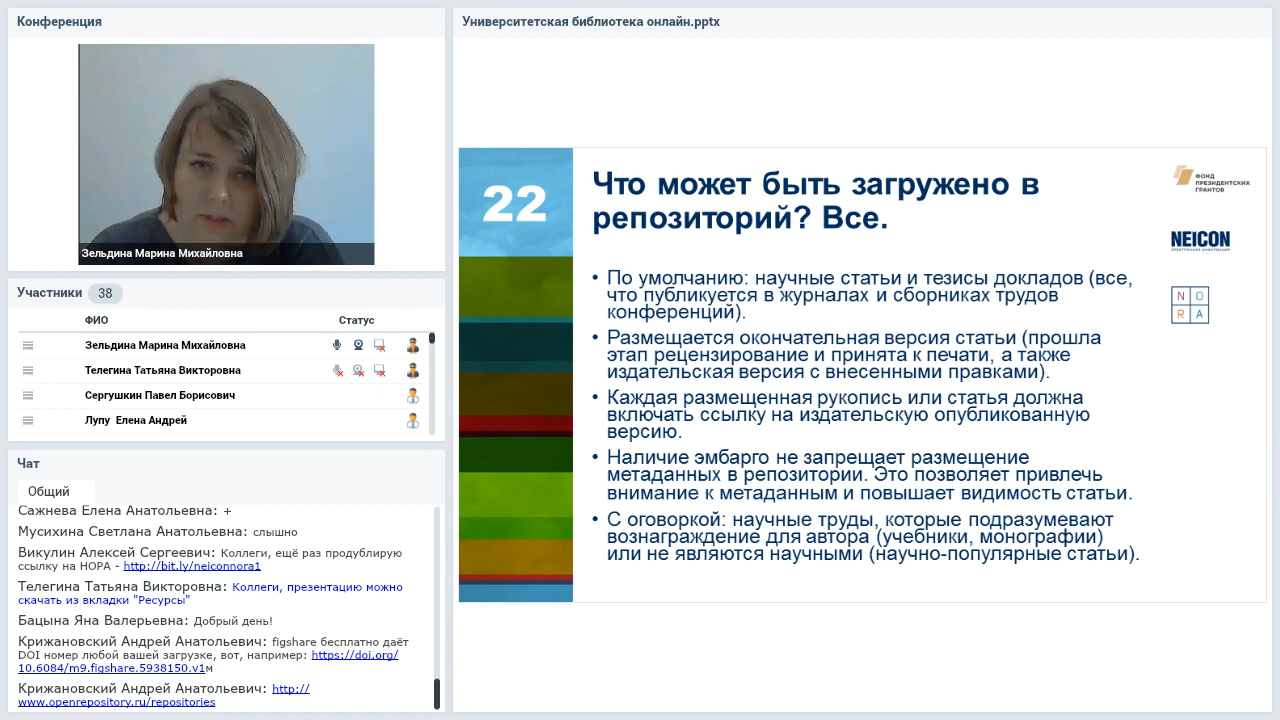 Конференция
Зельдина Марина Михайловна
Участники 38
ФИО Статус
Зельдина Марина Михайловна
Телегина Татьяна Викторовна
Сергушкин Павел Борисович
Лупу Елена Андрей
Чат
Общий
Сажнева Елена Анатольевна: +
Мусихина Светлана Анатольевна: слышно
Викулин Алексей Сергеевич: Коллеги, ещё раз продублирую
ссылку на НОРА - http://bit.ly/neiconnora1
Телегина Татьяна Викторовна: Коллеги, презентацию можно
скачать из вкладки "Ресурсы"
Бацына Яна Валерьевна: Добрый день!
Крижановский Андрей Анатольевич: figshare бесплатно даёт
DOI номер любой вашей загрузке, вот, например: https://doi.org/
10.6084/m9.figshare.5938150.v1м
Крижановский Андрей Анатольевич: http://
www.openrepository.ru/repositories
Университетская библиотека онлайн.pptx
22
Что может быть загружено в
репозиторий? Все.
• По умолчанию: научные статьи и тезисы докладов (все,
что публикуется в журналах и сборниках трудов
конференций).
• Размещается окончательная версия статьи (прошла
этап рецензирование и принята к печати, а также
издательская версия с внесенными правками).
• Каждая размещенная рукопись или статья должна
включать ссылку на издательскую опубликованную
версию.
• Наличие эмбарго не запрещает размещение
метаданных в репозитории. Это позволяет привлечь
внимание к метаданным и повышает видимость статьи.
• С оговоркой: научные труды, которые подразумевают
вознаграждение для автора (учебники, монографии)
или не являются научными (научно-популярные статьи).
ФОНД
ПРЕЗИДЕНТСКИХ
ГРАНТОВ
NEICON
ЭЛЕКТРОННАЯ ИНФОРМАЦИЯ
N O
R A